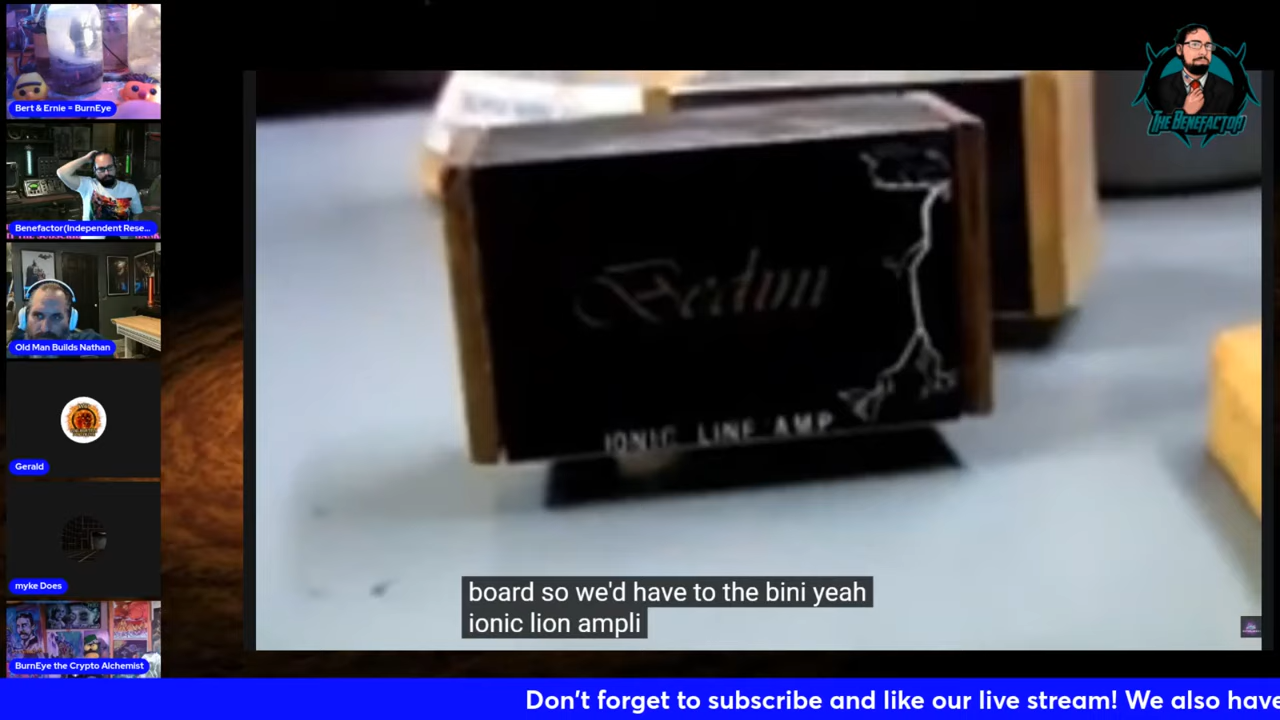 Bert & Ernie = BurnEye
Benefactor(Independent Rese...
Old Man Builds Nathan
Gerald
myke Does
BurnEye the Crypto Alchemist
THE BENEFACTOR
Bedini
IONIC LINE AMP
board so we'd have to the bini yeah
ionic lion ampli
Don't forget to subscribe and like our live stream! We also have